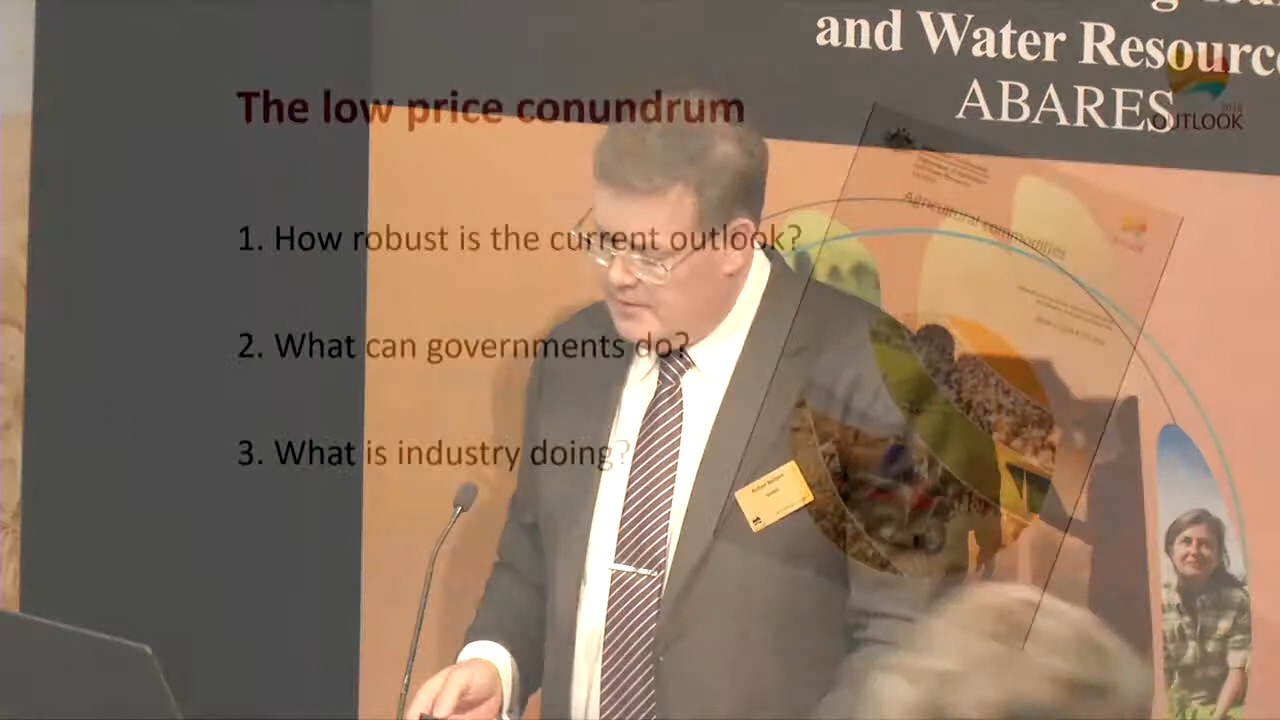 and Water Resource
ABARES
OUTLOOK
The low price conundrum
Agricultural commodities
1. How robust is the current outlook?
2. What can governments do?
3. What is industry doing?